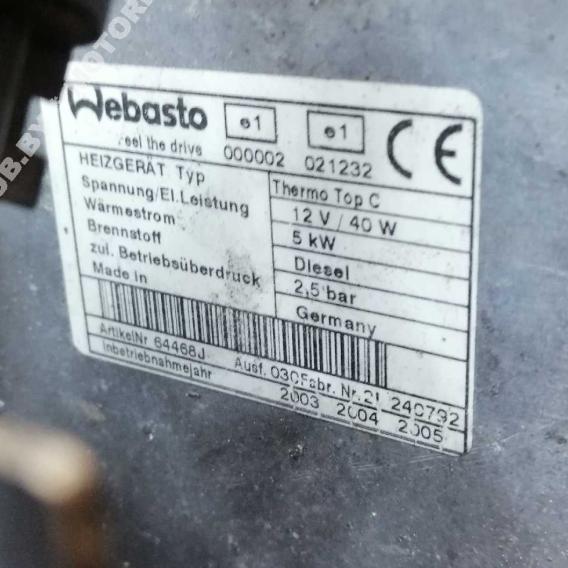 Webasto
e1 e1 CE
feel the drive 000002 021232
HEIZGERÄT Typ Thermo Top C
Spannung/El.Leistung 12 V / 40 W
Wärmestrom 5 kW
Brennstoff Diesel
zul. Betriebsüberdruck 2,5 bar
Made in Germany
ArtikelNr 64468J Ausf. 03C Fabr. Nr. 240792
Inbetriebnahmejahr 2003 2004 2005